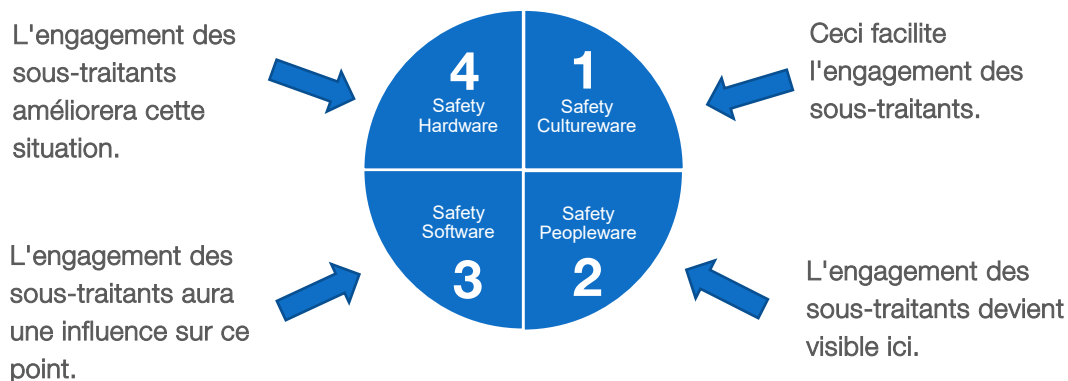 L'engagement des
sous-traitants
améliorera cette
situation.
4
Safety
Hardware
1
Safety
Cultureware
Ceci facilite
l'engagement des
sous-traitants.
L'engagement des
sous-traitants aura
une influence sur ce
point.
Safety
Software
3
Safety
Peopleware
2
L'engagement des
sous-traitants devient
visible ici.